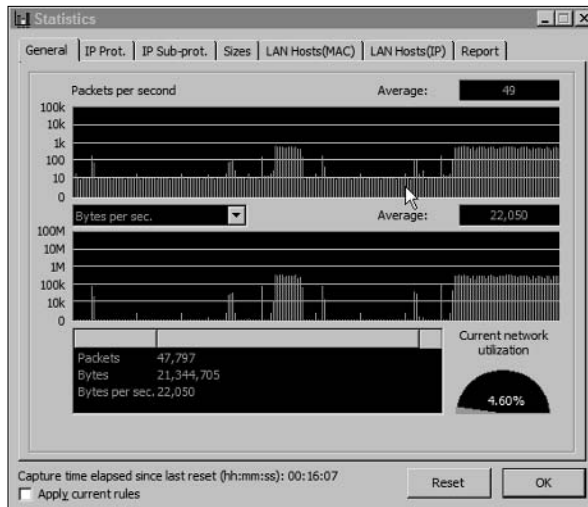 Statistics
General IP Prot. IP Sub-prot. Sizes LAN Hosts(MAC) LAN Hosts(IP) Report
Packets per second Average: 49
100k
10k
1k
100
10
0
Bytes per sec. Average: 22,050
100M
10M
1M
100k
10k
0
Packets 47,797
Bytes 21,344,705
Bytes per sec. 22,050
Current network
utilization
4.60%
Capture time elapsed since last reset (hh:mm:ss): 00:16:07
Apply current rules
Reset OK